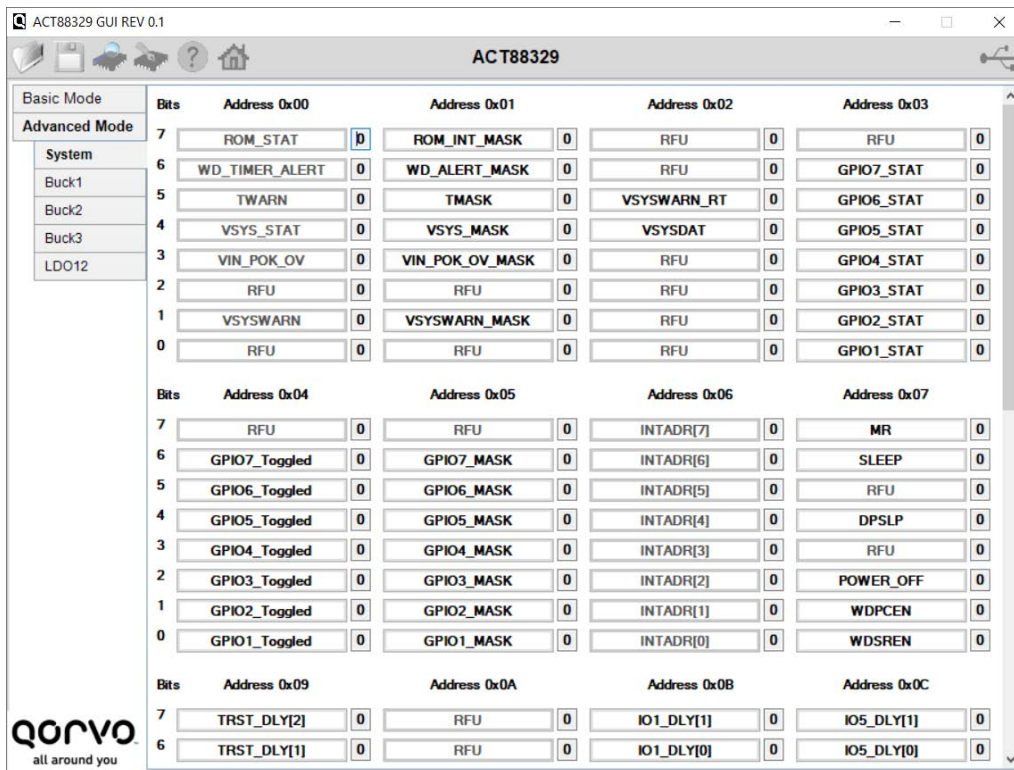 ACT88329 GUI REV 0.1
ACT88329
Basic Mode
Advanced Mode
System
Buck1
Buck2
Buck3
LDO12
Bits Address 0x00 Address 0x01 Address 0x02 Address 0x03
7 ROM_STAT 0 ROM_INT_MASK 0 RFU 0 RFU 0
6 WD_TIMER_ALERT 0 WD_ALERT_MASK 0 RFU 0 GPIO7_STAT 0
5 TWARN 0 TMASK 0 VSYSWARN_RT 0 GPIO6_STAT 0
4 VSYS_STAT 0 VSYS_MASK 0 VSYSDAT 0 GPIO5_STAT 0
3 VIN_POK_OV 0 VIN_POK_OV_MASK 0 RFU 0 GPIO4_STAT 0
2 RFU 0 RFU 0 RFU 0 GPIO3_STAT 0
1 VSYSWARN 0 VSYSWARN_MASK 0 RFU 0 GPIO2_STAT 0
0 RFU 0 RFU 0 RFU 0 GPIO1_STAT 0
Bits Address 0x04 Address 0x05 Address 0x06 Address 0x07
7 RFU 0 RFU 0 INTADR[7] 0 MR 0
6 GPIO7_Toggled 0 GPIO7_MASK 0 INTADR[6] 0 SLEEP 0
5 GPIO6_Toggled 0 GPIO6_MASK 0 INTADR[5] 0 RFU 0
4 GPIO5_Toggled 0 GPIO5_MASK 0 INTADR[4] 0 DPSLP 0
3 GPIO4_Toggled 0 GPIO4_MASK 0 INTADR[3] 0 RFU 0
2 GPIO3_Toggled 0 GPIO3_MASK 0 INTADR[2] 0 POWER_OFF 0
1 GPIO2_Toggled 0 GPIO2_MASK 0 INTADR[1] 0 WDPCEN 0
0 GPIO1_Toggled 0 GPIO1_MASK 0 INTADR[0] 0 WDSREN 0
Bits Address 0x09 Address 0x0A Address 0x0B Address 0x0C
7 TRST_DLY[2] 0 RFU 0 IO1_DLY[1] 0 IO5_DLY[1] 0
6 TRST_DLY[1] 0 RFU 0 IO1_DLY[0] 0 IO5_DLY[0] 0
QORVO
all around you